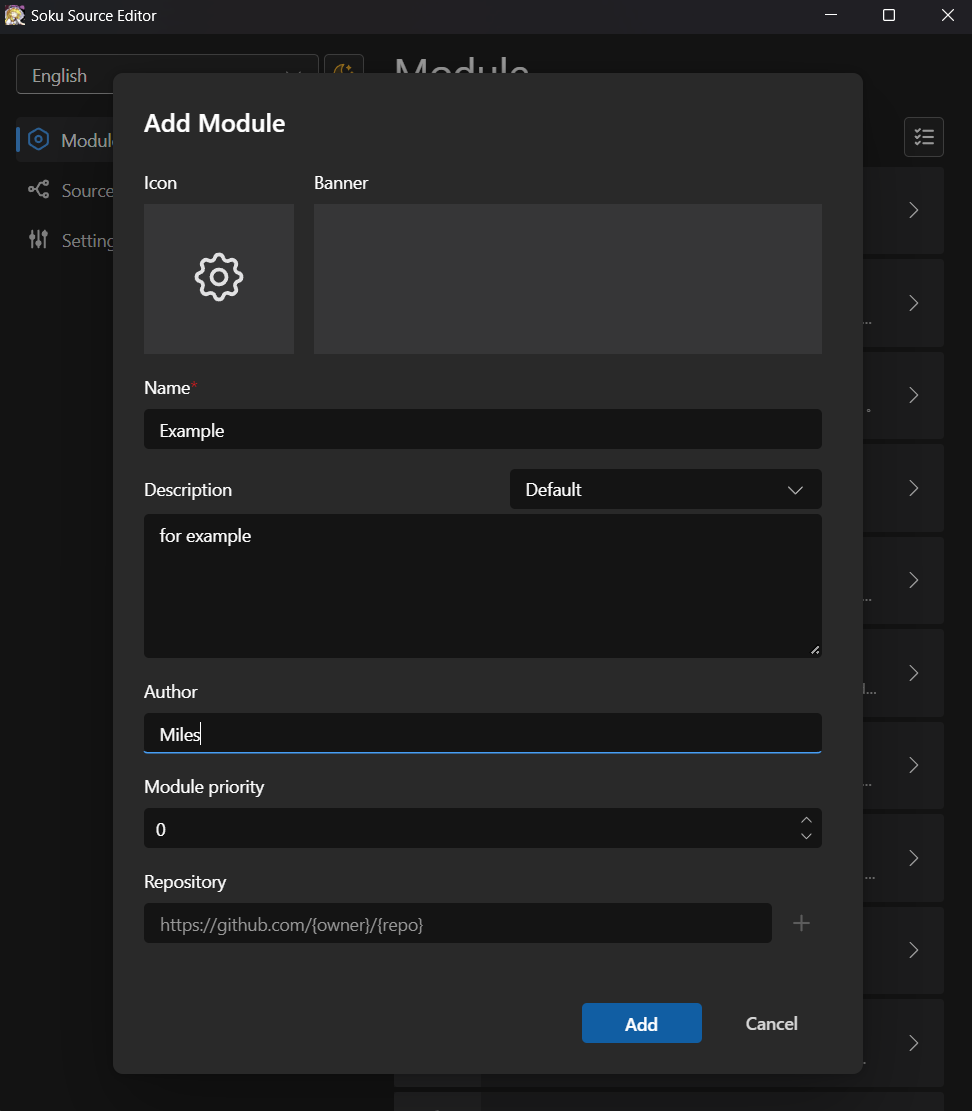 Soku Source Editor
English
Module
Module
Source
Setting
Add Module
Icon
Banner
Name*
Example
Description
Default
for example
Author
Miles
Module priority
0
Repository
https://github.com/{owner}/{repo}
Add
Cancel